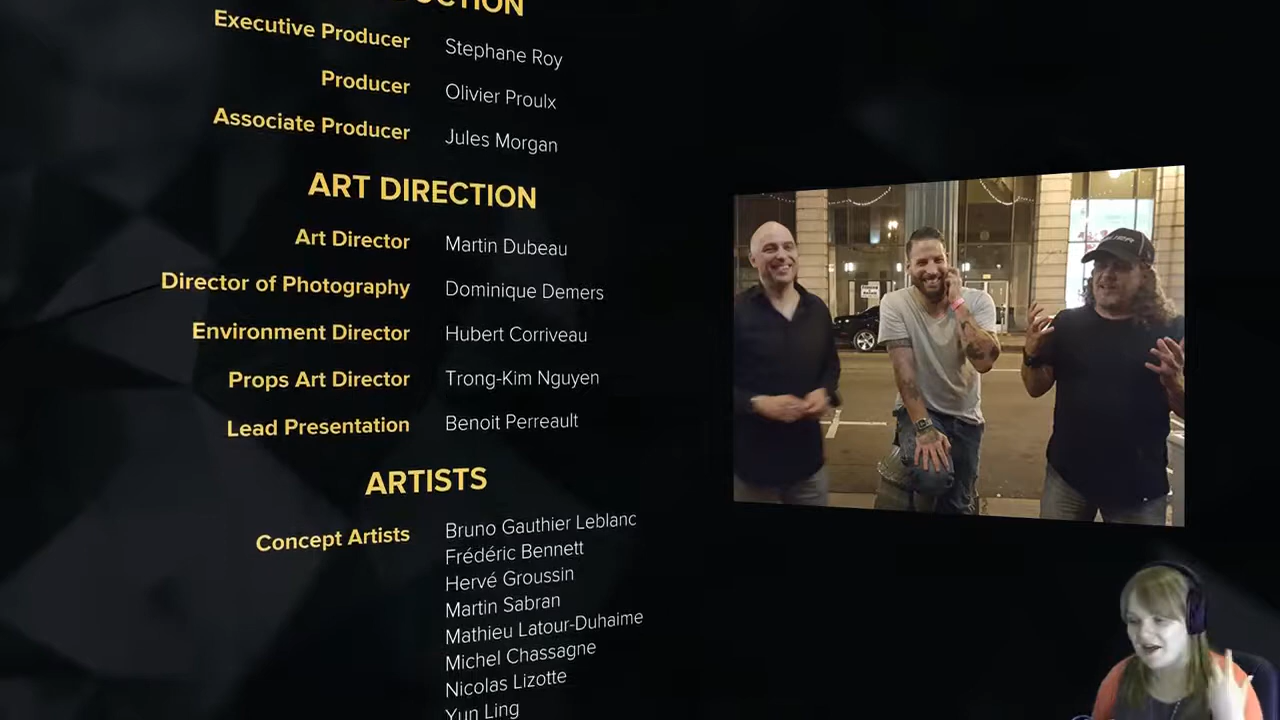 Executive Producer Stephane Roy
Producer Olivier Proulx
Associate Producer Jules Morgan
ART DIRECTION
Art Director Martin Dubeau
Director of Photography Dominique Demers
Environment Director Hubert Corriveau
Props Art Director Trong-Kim Nguyen
Lead Presentation Benoit Perreault
ARTISTS
Concept Artists Bruno Gauthier Leblanc
Frédéric Bennett
Hervé Groussin
Martin Sabran
Mathieu Latour-Duhaime
Michel Chassagne
Nicolas Lizotte
Yun Ling